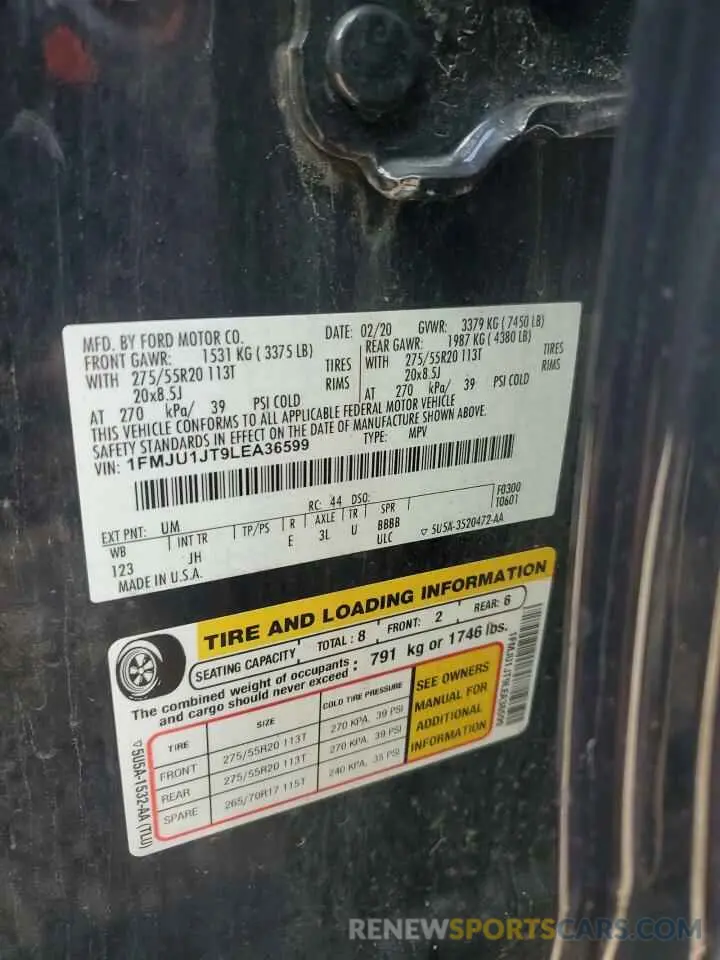 MFD. BY FORD MOTOR CO. DATE: 02/20 GVWR: 3379 KG ( 7450 LB)
FRONT GAWR: 1531 KG ( 3375 LB) REAR GAWR: 1987 KG ( 4380 LB)
WITH 275/55R20 113T TIRES WITH 275/55R20 113T TIRES
20x8.5J RIMS 20x8.5J RIMS
AT 270 kPa/ 39 PSI COLD AT 270 kPa/ 39 PSI COLD
THIS VEHICLE CONFORMS TO ALL APPLICABLE FEDERAL MOTOR VEHICLE
SAFETY STANDARDS IN EFFECT ON THE DATE OF MANUFACTURE SHOWN ABOVE.
VIN: 1FMJU1JT9LEA36599 TYPE: MPV
F0300
T0601
EXT PNT: UM RC: 44 DSO:
WB INT TR TP/PS R AXLE TR SPR
123 JH E 3L U BBBB
ULC
MADE IN U.S.A. ▽ 5U5A-3520472-AA
TIRE AND LOADING INFORMATION
SEATING CAPACITY TOTAL: 8 FRONT: 2 REAR: 6
The combined weight of occupants and cargo should never exceed : 791 kg or 1746 lbs.
TIRE SIZE COLD TIRE PRESSURE
FRONT 275/55R20 113T 270 KPA, 39 PSI
REAR 275/55R20 113T 270 KPA, 39 PSI
SPARE 265/70R17 115T 240 KPA, 35 PSI
SEE OWNERS
MANUAL FOR
ADDITIONAL
INFORMATION
▽ 5U5A-1532-AA (TLU)
1FMJU1JT9LEA36599
RENEWSPORTSCARS.COM